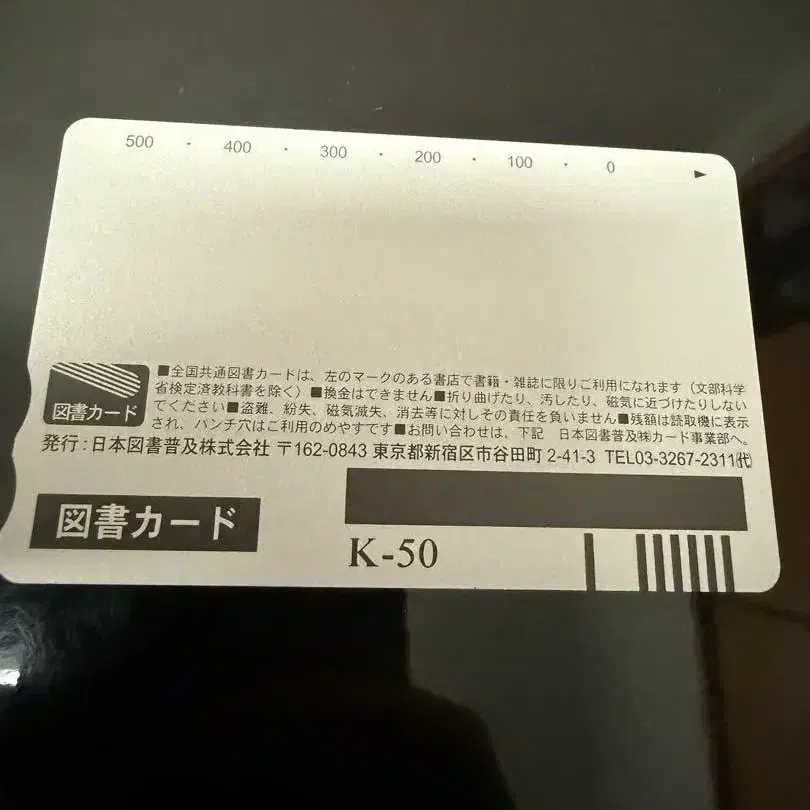 500 · 400 · 300 · 200 · 100 · 0 ▶
■全国共通図書カードは、左のマークのある書店で書籍・雑誌に限りご利用になれます（文部科学
省検定済教科書を除く）■換金はできません■折り曲げたり、汚したり、磁気に近づけたりしない
でください■盗難、紛失、磁気滅失、消去等に対しその責任を負いません■残額は読取機に表示
され、パンチ穴はご利用のめやすです■お問い合わせは、下記 日本図書普及㈱カード事業部へ。
図書カード
発行：日本図書普及株式会社 〒162-0843 東京都新宿区市谷田町 2-41-3 TEL03-3267-2311㈹
図書カード
K-50